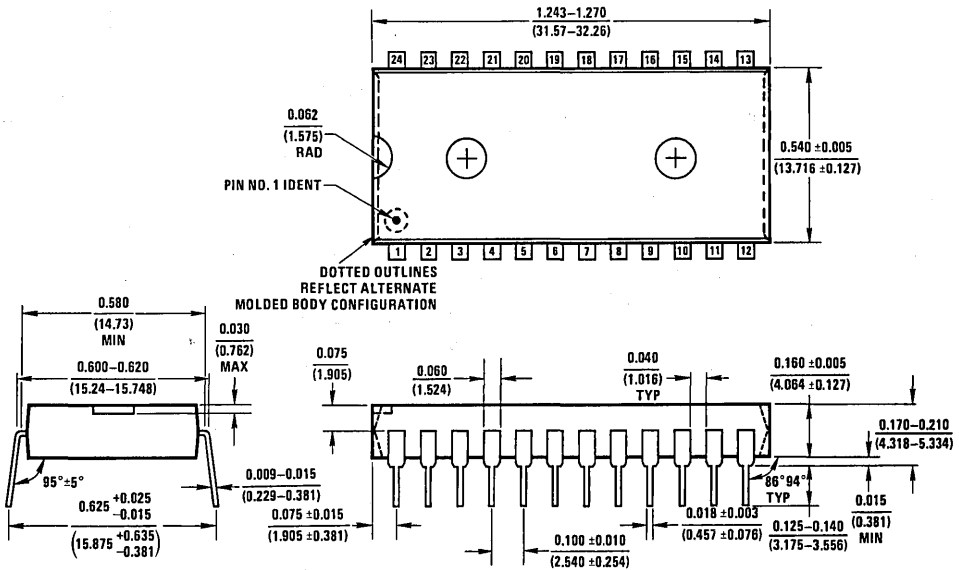 1.243–1.270
(31.57–32.26)
24 23 22 21 20 19 18 17 16 15 14 13
0.062
(1.575)
RAD
0.540 ±0.005
(13.716 ±0.127)
PIN NO. 1 IDENT
1 2 3 4 5 6 7 8 9 10 11 12
DOTTED OUTLINES
REFLECT ALTERNATE
MOLDED BODY CONFIGURATION
0.580
(14.73)
MIN
0.030
(0.762)
MAX
0.600–0.620
(15.24–15.748)
95°±5°
0.009–0.015
(0.229–0.381)
0.625 +0.025 -0.015
(15.875 +0.635 -0.381)
0.075
(1.905)
0.060
(1.524)
0.040
(1.016)
TYP
0.160 ±0.005
(4.064 ±0.127)
0.170–0.210
(4.318–5.334)
86°94°
TYP
0.015
(0.381)
MIN
0.075 ±0.015
(1.905 ±0.381)
0.100 ±0.010
(2.540 ±0.254)
0.018 ±0.003
(0.457 ±0.076)
0.125–0.140
(3.175–3.556)